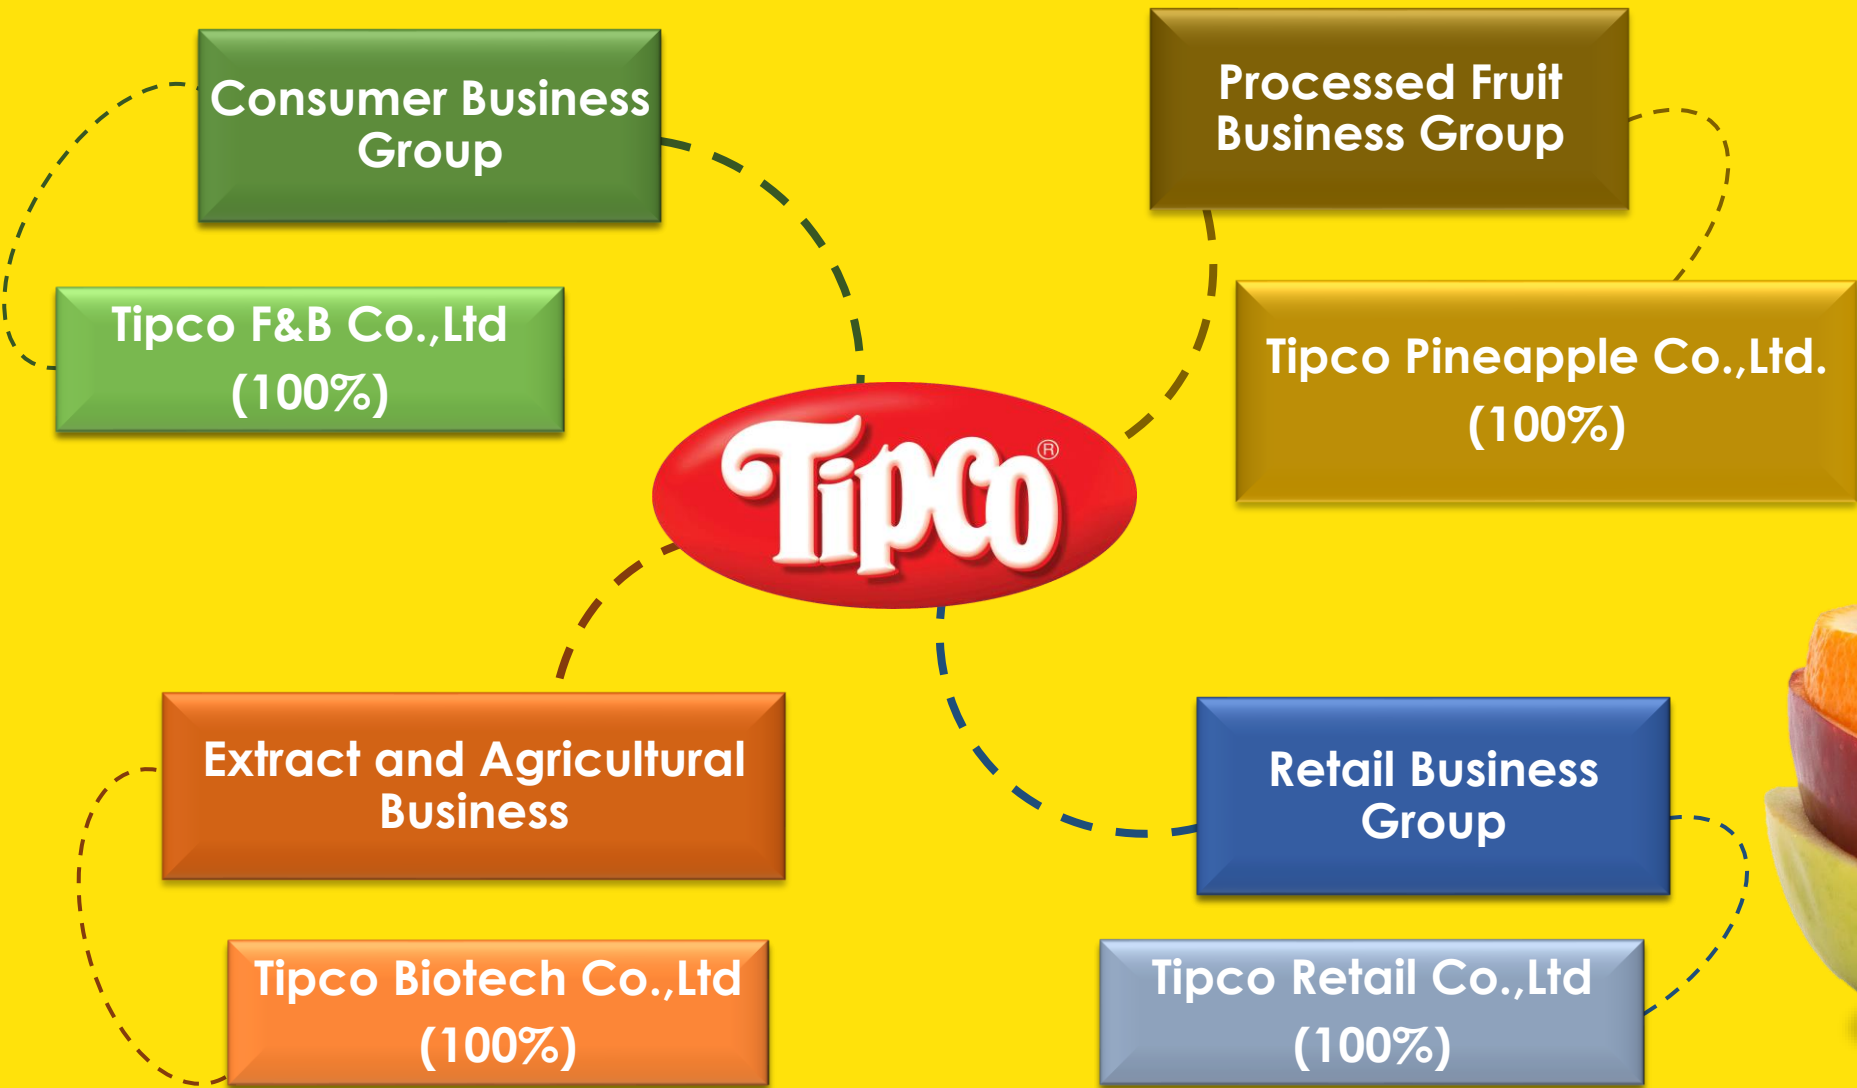 Consumer Business
Group
Tipco F&B Co.,Ltd
(100%)
Processed Fruit
Business Group
Tipco Pineapple Co.,Ltd.
(100%)
Tipco®
Extract and Agricultural
Business
Tipco Biotech Co.,Ltd
(100%)
Retail Business
Group
Tipco Retail Co.,Ltd
(100%)